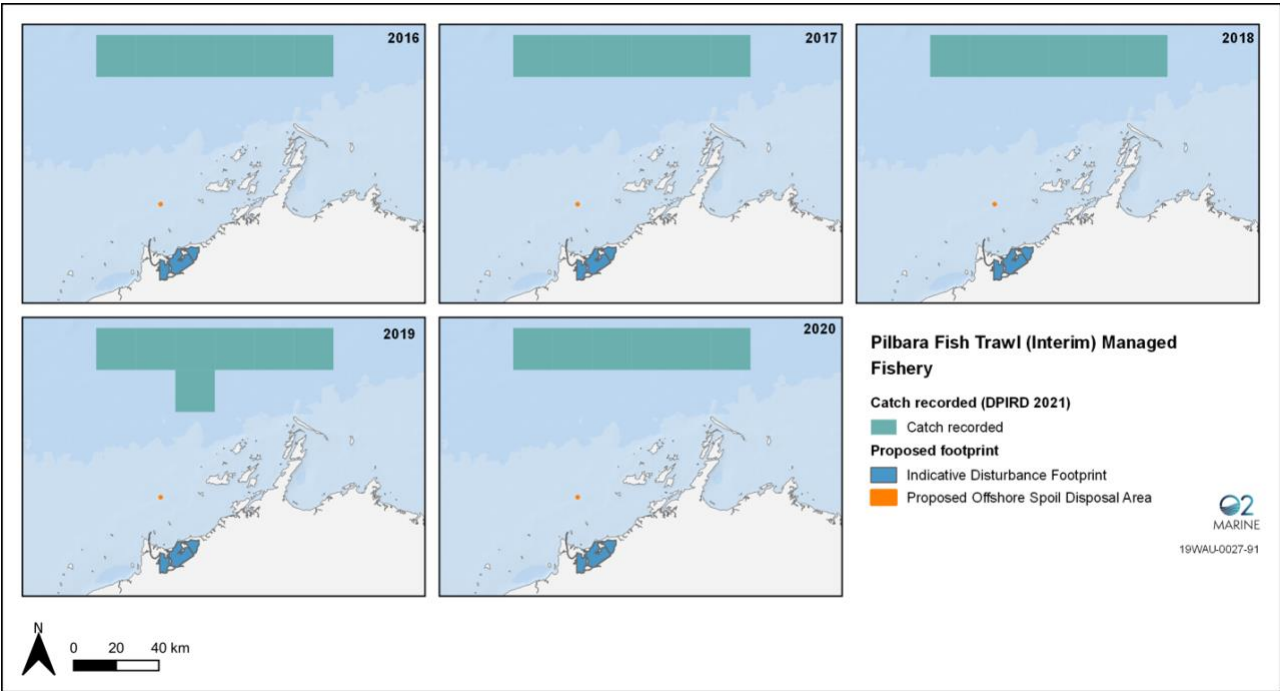 2016
2017
2018
2019
2020
Pilbara Fish Trawl (Interim) Managed
Fishery
Catch recorded (DPIRD 2021)
Catch recorded
Proposed footprint
Indicative Disturbance Footprint
Proposed Offshore Spoil Disposal Area
O2
MARINE
19WAU-0027-91
N
0 20 40 km